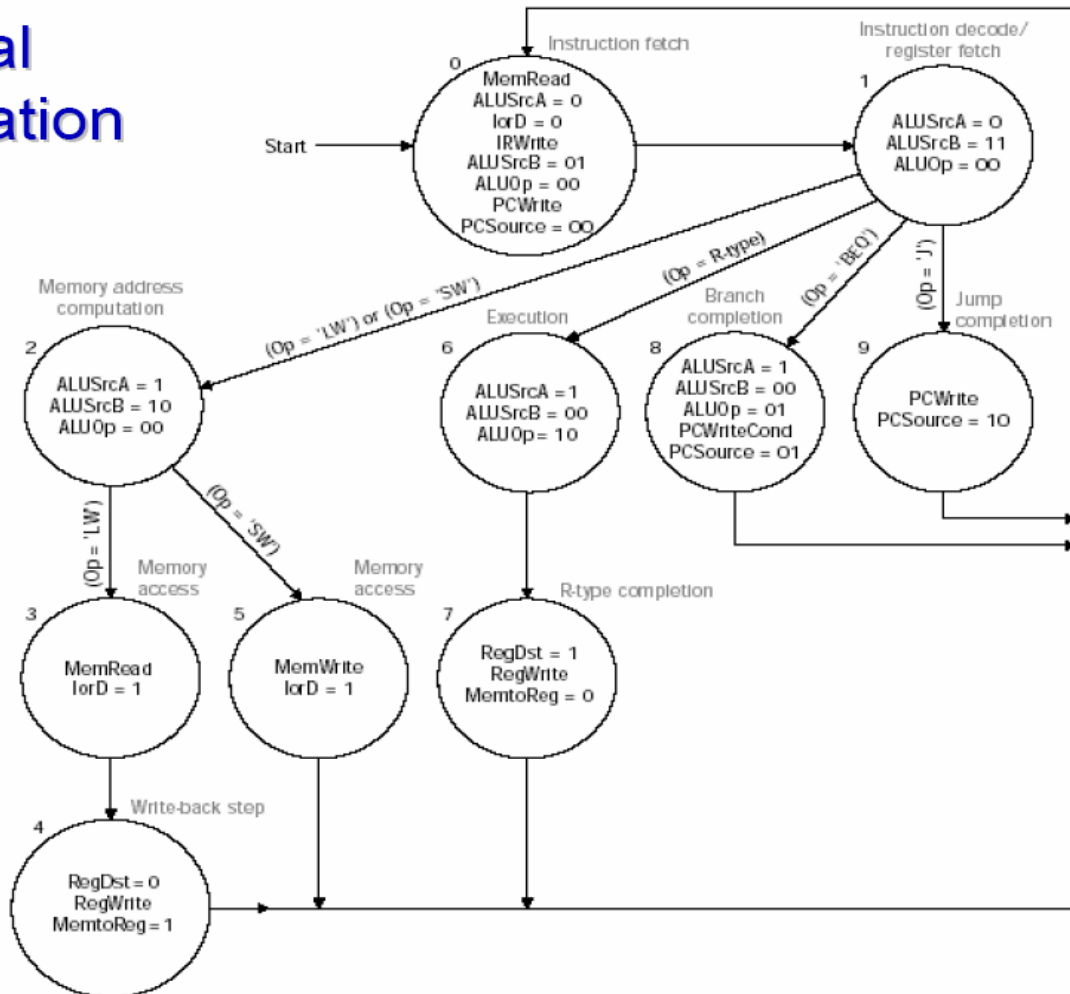 al
ation
Start
0
Instruction fetch
MemRead
ALUSrcA = 0
IorD = 0
IRWrite
ALUSrcB = 01
ALUOp = 00
PCWrite
PCSource = 00
Instruction decode/
register fetch
1
ALUSrcA = 0
ALUSrcB = 11
ALUOp = 00
(Op = 'LW') or (Op = 'SW')
(Op = R-type)
(Op = 'BEQ')
(Op = 'J')
Memory address
computation
2
ALUSrcA = 1
ALUSrcB = 10
ALUOp = 00
Execution
6
ALUSrcA = 1
ALUSrcB = 00
ALUOp= 10
Branch
completion
8
ALUSrcA = 1
ALUSrcB = 00
ALUOp = 01
PCWriteCond
PCSource = 01
Jump
completion
9
PCWrite
PCSource = 10
(Op = 'LW')
(Op = 'SW')
Memory
access
3
MemRead
IorD = 1
Memory
access
5
MemWrite
IorD = 1
R-type completion
7
RegDst = 1
RegWrite
MemtoReg = 0
Write-back step
4
RegDst = 0
RegWrite
MemtoReg = 1